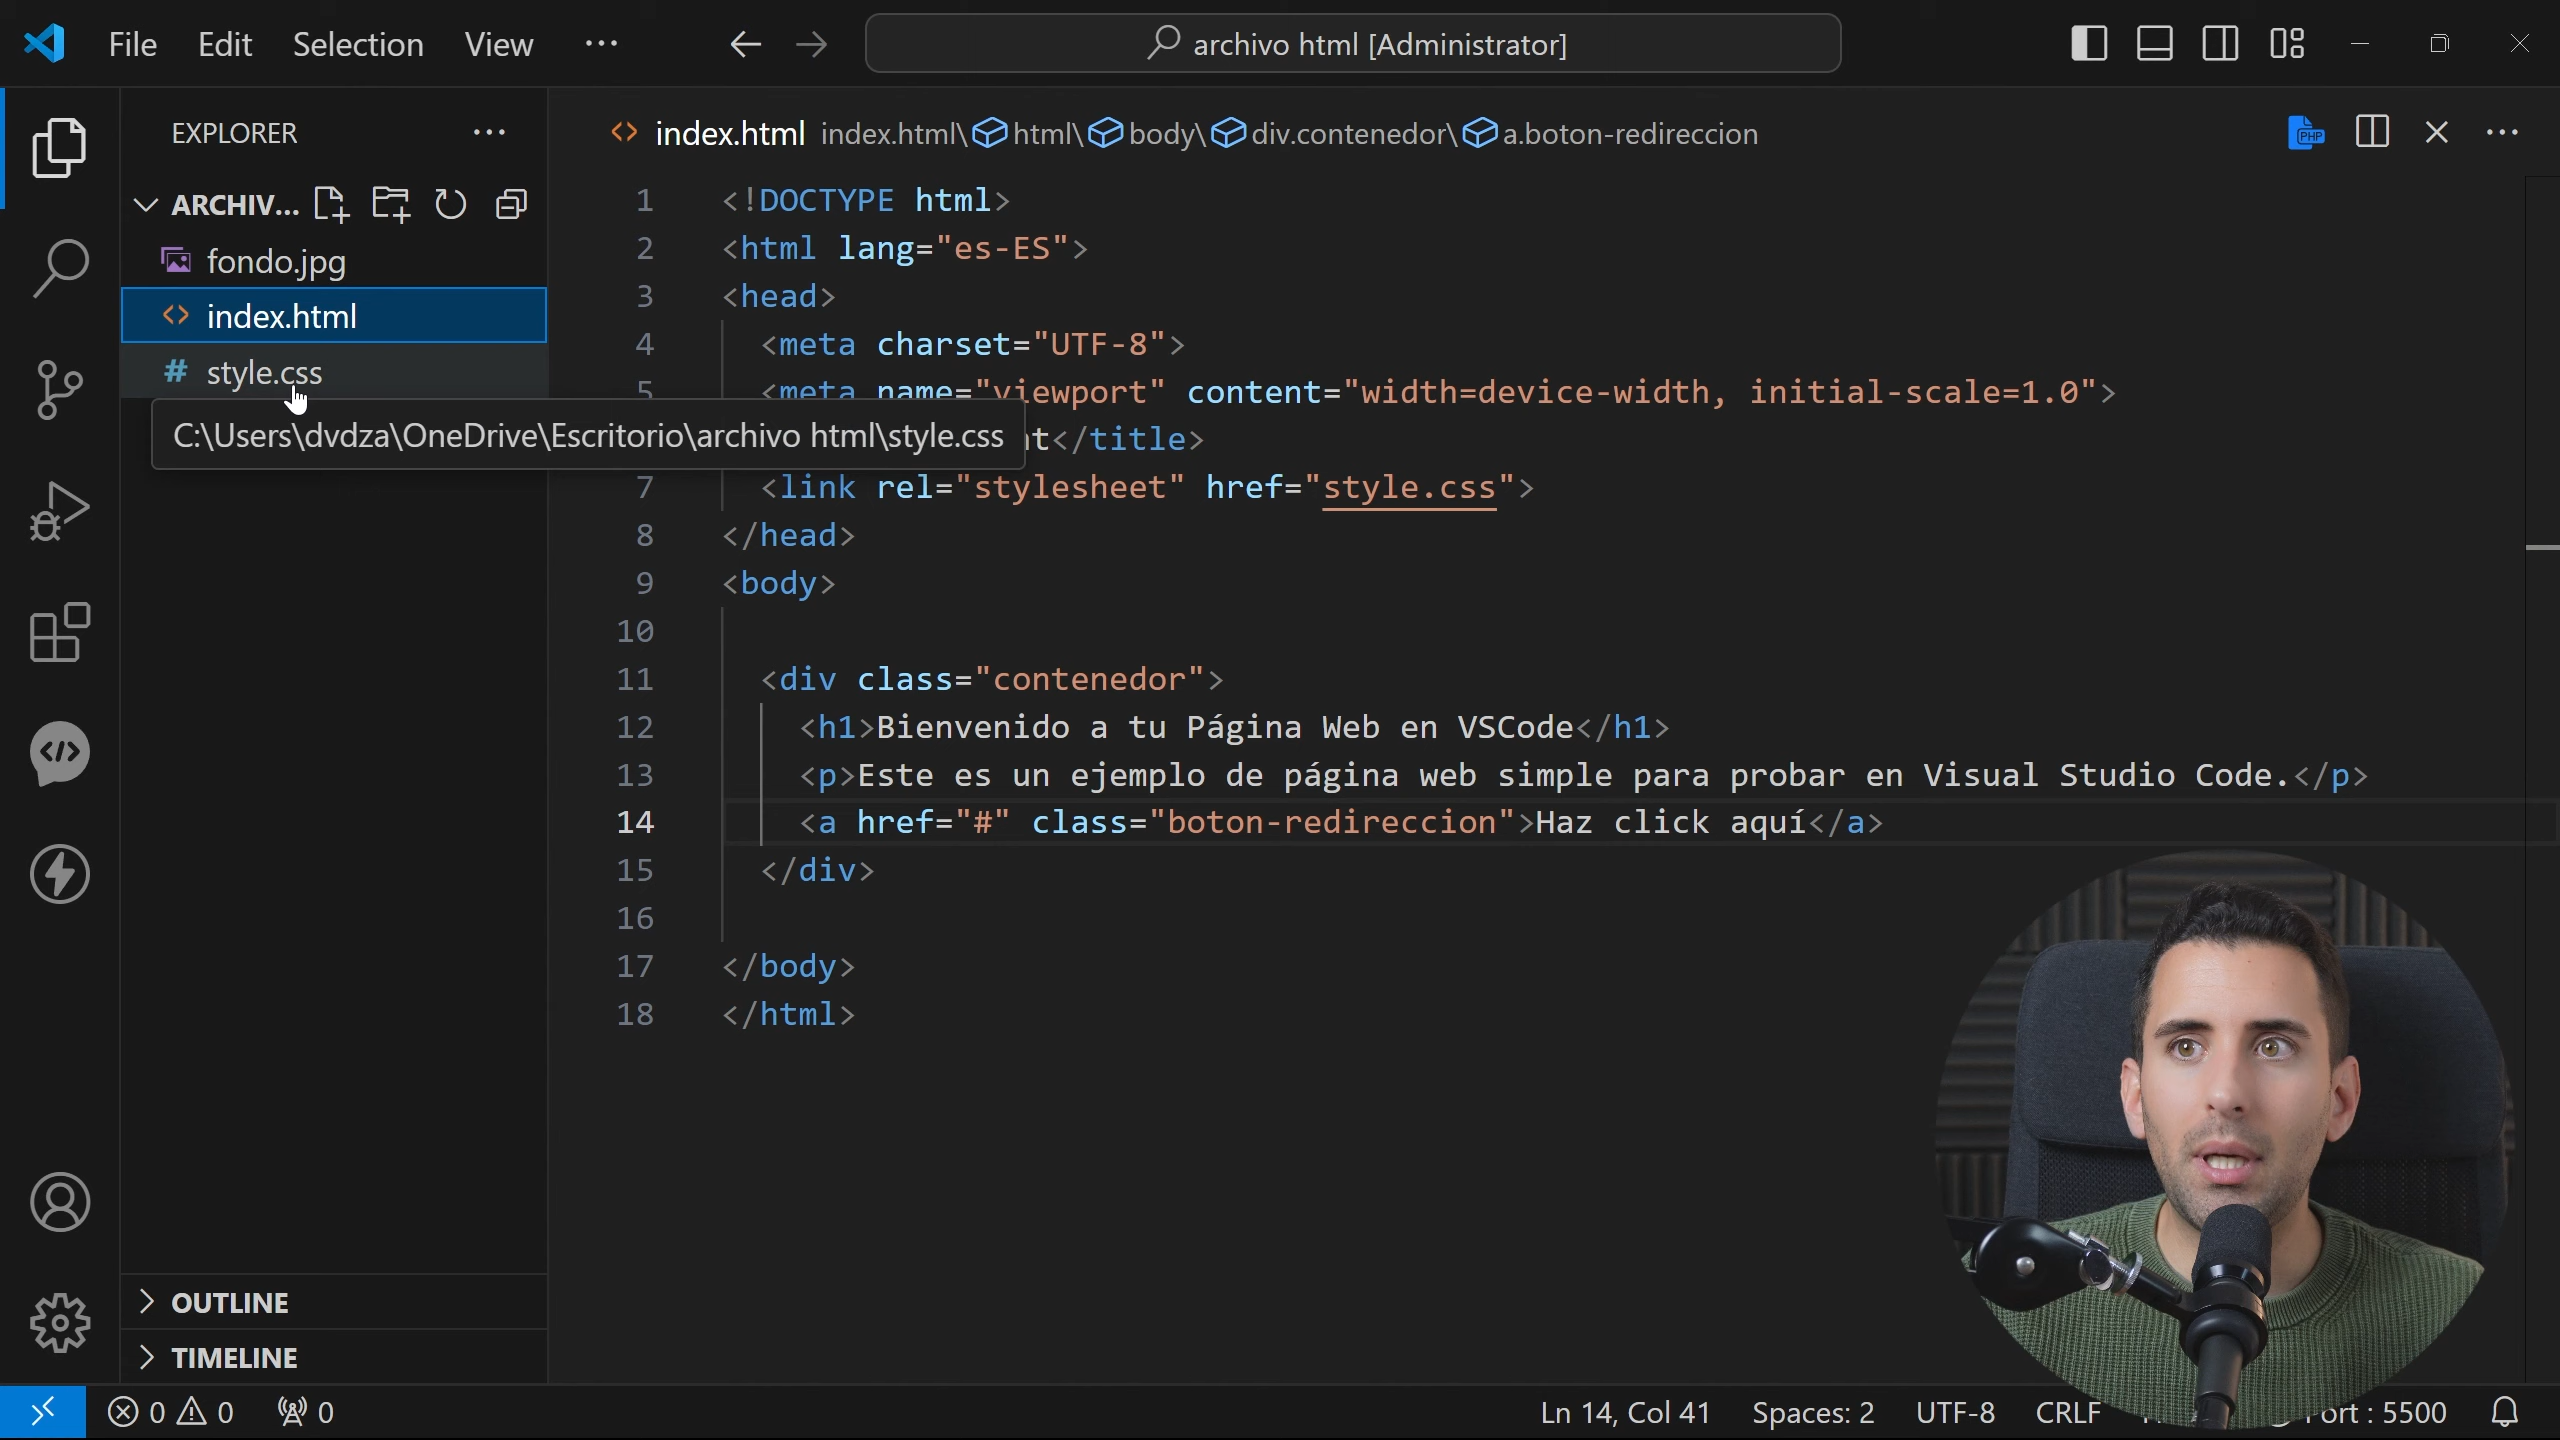 File Edit Selection View
archivo html [Administrator]
EXPLORER
ARCHIV...
fondo.jpg
index.html
style.css
C:\Users\dvdza\OneDrive\Escritorio\archivo html\style.css
index.html index.html\ html\ body\ div.contenedor\ a.boton-redireccion
PHP
1 <!DOCTYPE html>
2 <html lang="es-ES">
3 <head>
4 <meta charset="UTF-8">
5 <meta name="viewport" content="width=device-width, initial-scale=1.0">
t</title>
7 <link rel="stylesheet" href="style.css">
8 </head>
9 <body>
10
11 <div class="contenedor">
12 <h1>Bienvenido a tu Página Web en VSCode</h1>
13 <p>Este es un ejemplo de página web simple para probar en Visual Studio Code.</p>
14 <a href="#" class="boton-redireccion">Haz click aquí</a>
15 </div>
16
17 </body>
18 </html>
OUTLINE
TIMELINE
0 0 0
Ln 14, Col 41 Spaces: 2 UTF-8 CRLF : 5500